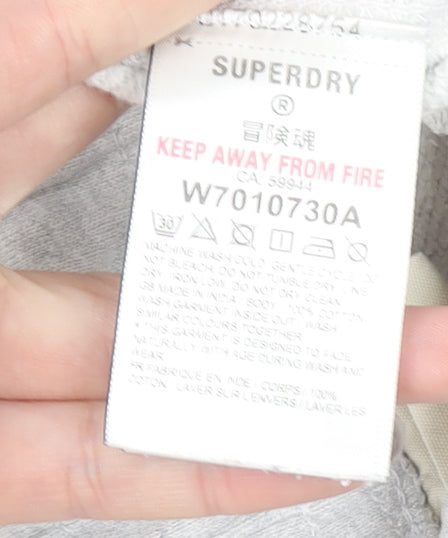 SUPERDRY
®
冒険魂
KEEP AWAY FROM FIRE
CA. 59944
W7010730A
30
MACHINE WASH COLD, GENTLE CYCLE, DO
NOT BLEACH, DO NOT TUMBLE DRY, LINE
DRY, IRON LOW, DO NOT DRY CLEAN
GB MADE IN INDIA / BODY : 100% COTTON
WASH GARMENT INSIDE OUT / WASH
SIMILAR COLOURS TOGETHER
* THIS GARMENT IS DESIGNED TO FADE
NATURALLY WITH AGE DURING WASH AND
WEAR
FR FABRIQUE EN INDE / CORPS : 100%
COTON LAVER SUR L'ENVERS / LAVER LES